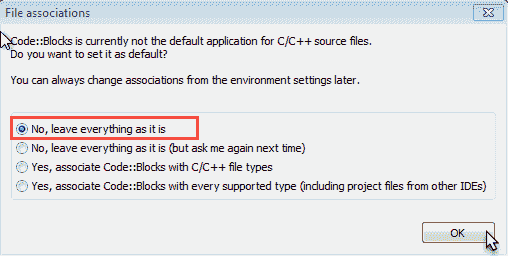 File associations
Code::Blocks is currently not the default application for C/C++ source files.
Do you want to set it as default?
You can always change associations from the environment settings later.
No, leave everything as it is
No, leave everything as it is (but ask me again next time)
Yes, associate Code::Blocks with C/C++ file types
Yes, associate Code::Blocks with every supported type (including project files from other IDEs)
OK